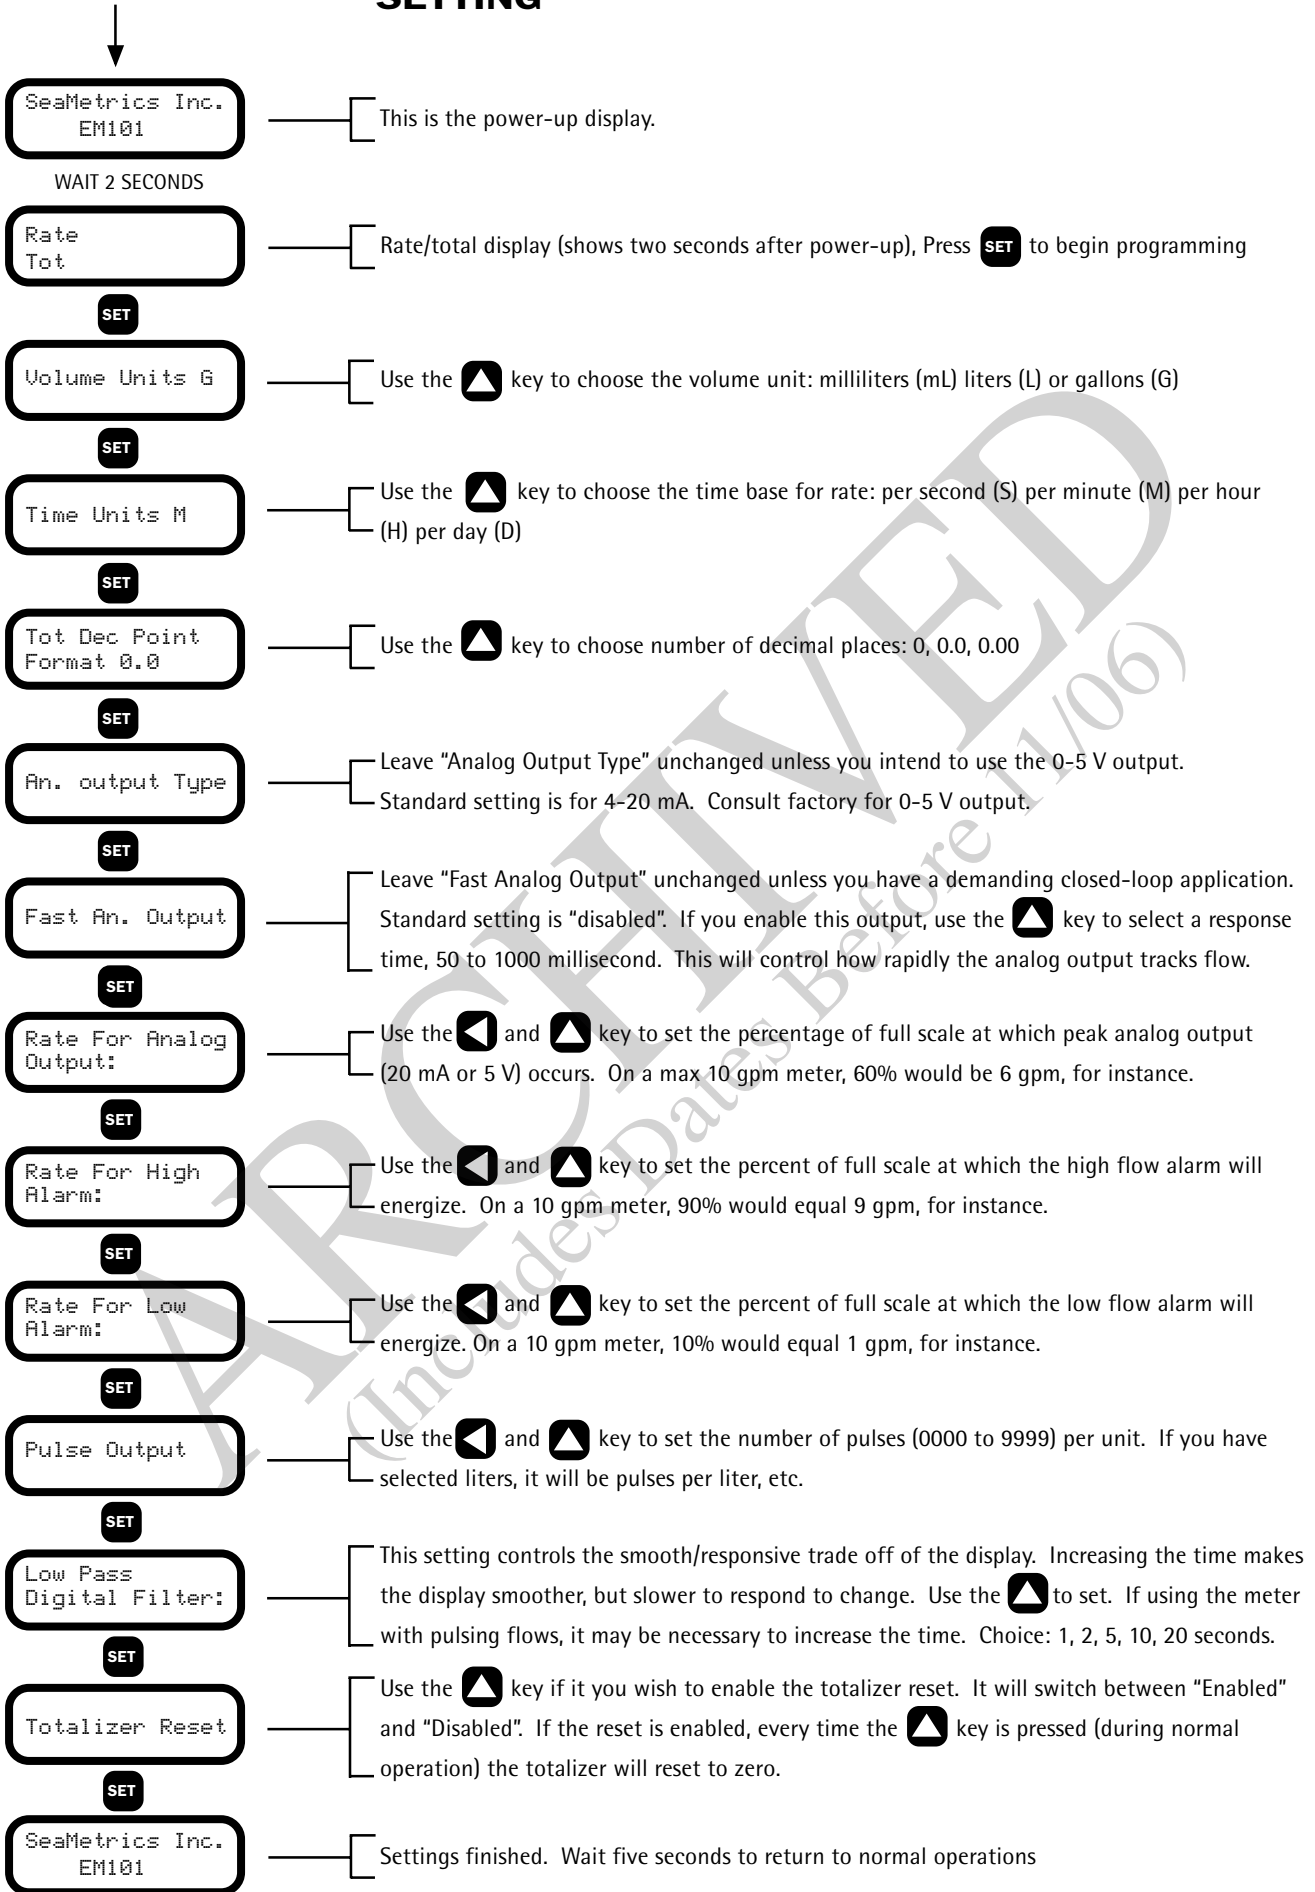 SETTING
SeaMetrics Inc.
EM101
This is the power-up display.
WAIT 2 SECONDS
Rate
Tot
Rate/total display (shows two seconds after power-up), Press SET to begin programming
SET
Volume Units G
Use the key to choose the volume unit: milliliters (mL) liters (L) or gallons (G)
SET
Time Units M
Use the key to choose the time base for rate: per second (S) per minute (M) per hour
(H) per day (D)
SET
Tot Dec Point
Format 0.0
Use the key to choose number of decimal places: 0, 0.0, 0.00
SET
An. output Type
Leave “Analog Output Type” unchanged unless you intend to use the 0-5 V output.
Standard setting is for 4-20 mA. Consult factory for 0-5 V output.
SET
Fast An. Output
Leave “Fast Analog Output” unchanged unless you have a demanding closed-loop application.
Standard setting is “disabled”. If you enable this output, use the key to select a response
time, 50 to 1000 millisecond. This will control how rapidly the analog output tracks flow.
SET
Rate For Analog
Output:
Use the and key to set the percentage of full scale at which peak analog output
(20 mA or 5 V) occurs. On a max 10 gpm meter, 60% would be 6 gpm, for instance.
SET
Rate For High
Alarm:
Use the and key to set the percent of full scale at which the high flow alarm will
energize. On a 10 gpm meter, 90% would equal 9 gpm, for instance.
SET
Rate For Low
Alarm:
Use the and key to set the percent of full scale at which the low flow alarm will
energize. On a 10 gpm meter, 10% would equal 1 gpm, for instance.
SET
Pulse Output
Use the and key to set the number of pulses (0000 to 9999) per unit. If you have
selected liters, it will be pulses per liter, etc.
SET
Low Pass
Digital Filter:
This setting controls the smooth/responsive trade off of the display. Increasing the time makes
the display smoother, but slower to respond to change. Use the to set. If using the meter
with pulsing flows, it may be necessary to increase the time. Choice: 1, 2, 5, 10, 20 seconds.
SET
Totalizer Reset
Use the key if it you wish to enable the totalizer reset. It will switch between “Enabled”
and “Disabled”. If the reset is enabled, every time the key is pressed (during normal
operation) the totalizer will reset to zero.
SET
SeaMetrics Inc.
EM101
Settings finished. Wait five seconds to return to normal operations
ARCHIVED
(Includes Dates Before 11/06)